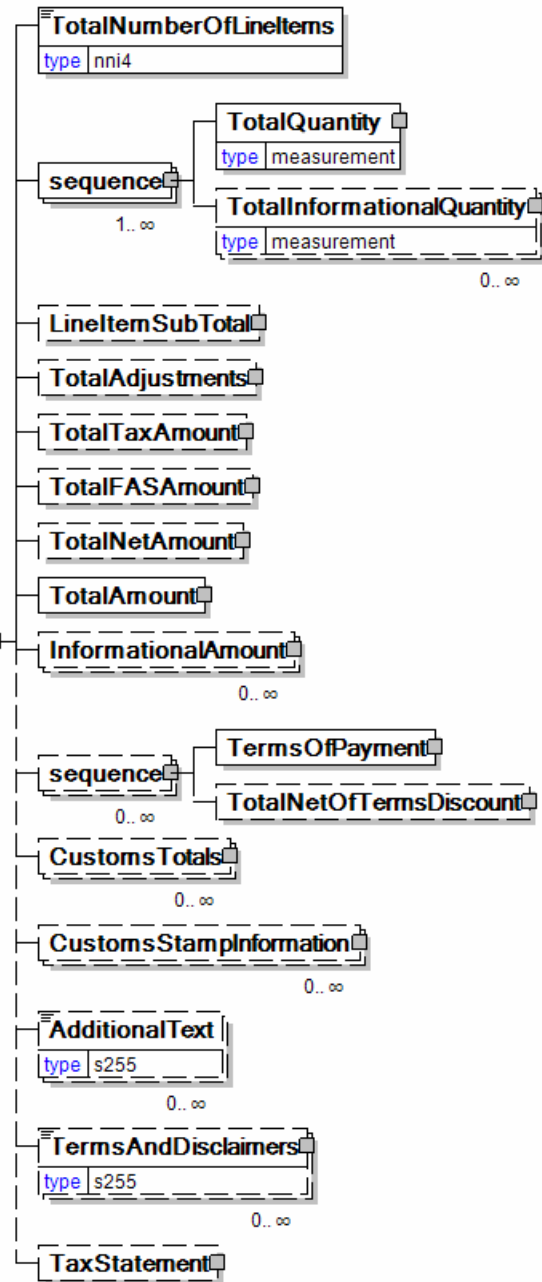 TotalNumberOfLineItems
type nni4
TotalQuantity
type measurement
sequence
1.. ∞
TotalInformationalQuantity
type measurement
0.. ∞
LineItemSubTotal
TotalAdjustments
TotalTaxAmount
TotalFASAmount
TotalNetAmount
TotalAmount
InformationalAmount
0.. ∞
TermsOfPayment
sequence
0.. ∞
TotalNetOfTermsDiscount
CustomsTotals
0.. ∞
CustomsStampInformation
0.. ∞
AdditionalText
type s255
0.. ∞
TermsAndDisclaimers
type s255
0.. ∞
TaxStatement